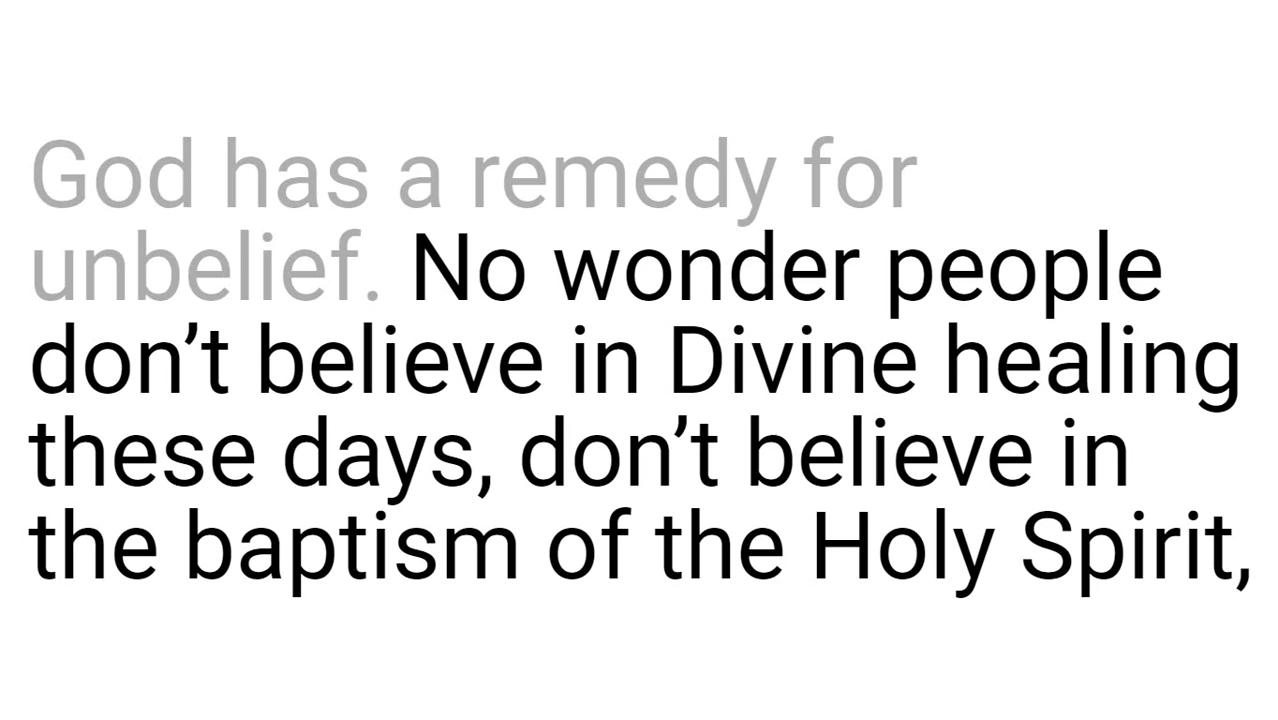 God has a remedy for
unbelief. No wonder people
don’t believe in Divine healing
these days, don’t believe in
the baptism of the Holy Spirit,